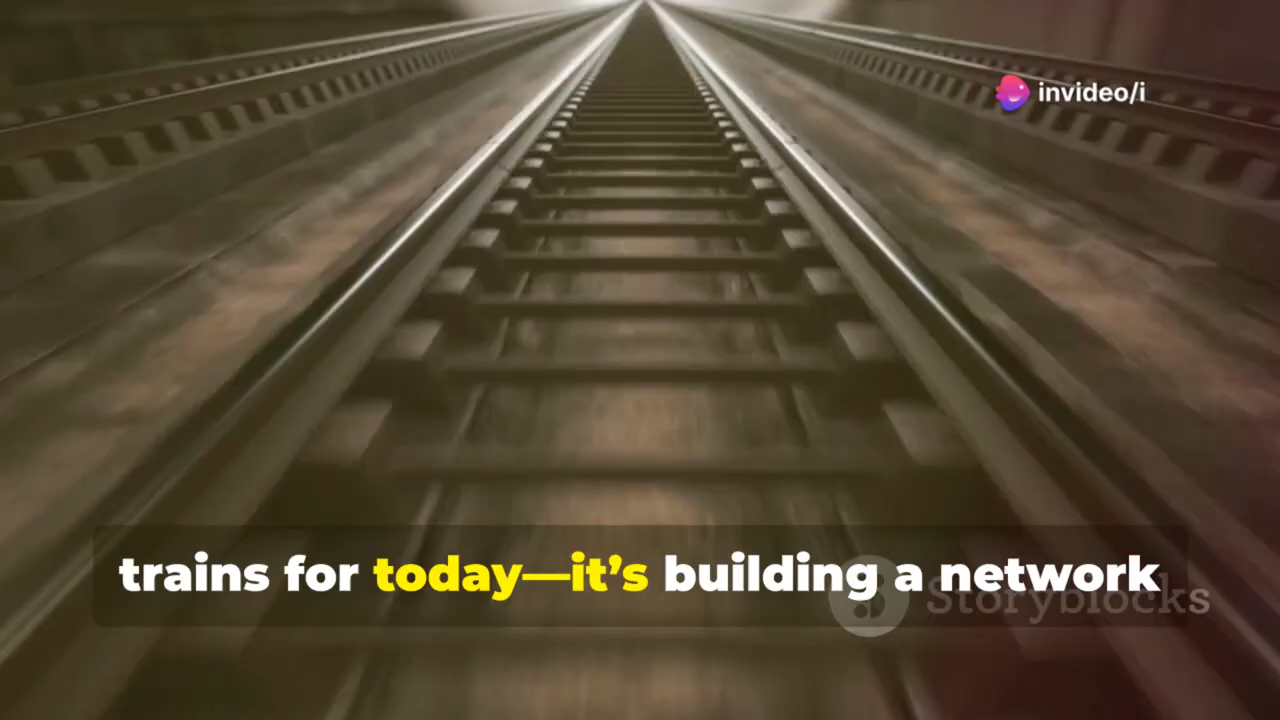 invideo/i
trains for today—it’s building a network
Storyblocks